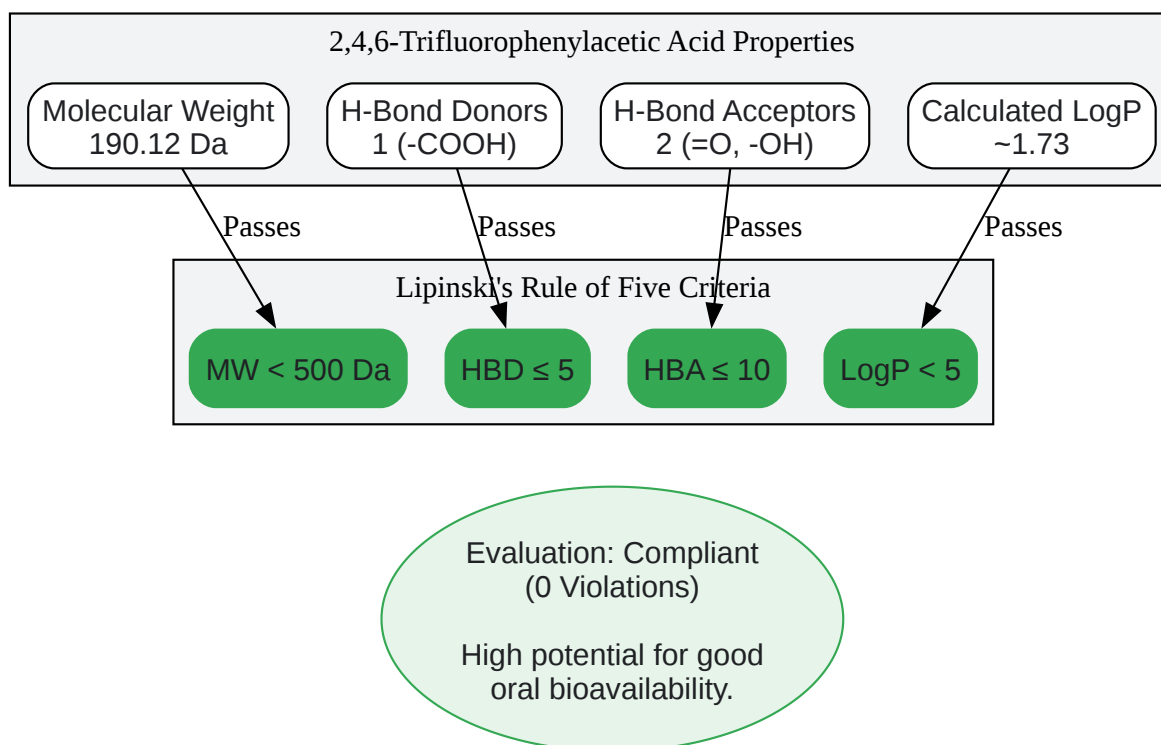 2,4,6-Trifluorophenylacetic Acid Properties
Molecular Weight
190.12 Da
H-Bond Donors
1 (-COOH)
H-Bond Acceptors
2 (=O, -OH)
Calculated LogP
~1.73
Passes
Passes
Passes
Passes
Lipinski's Rule of Five Criteria
MW < 500 Da
HBD ≤ 5
HBA ≤ 10
LogP < 5
Evaluation: Compliant
(0 Violations)
High potential for good
oral bioavailability.